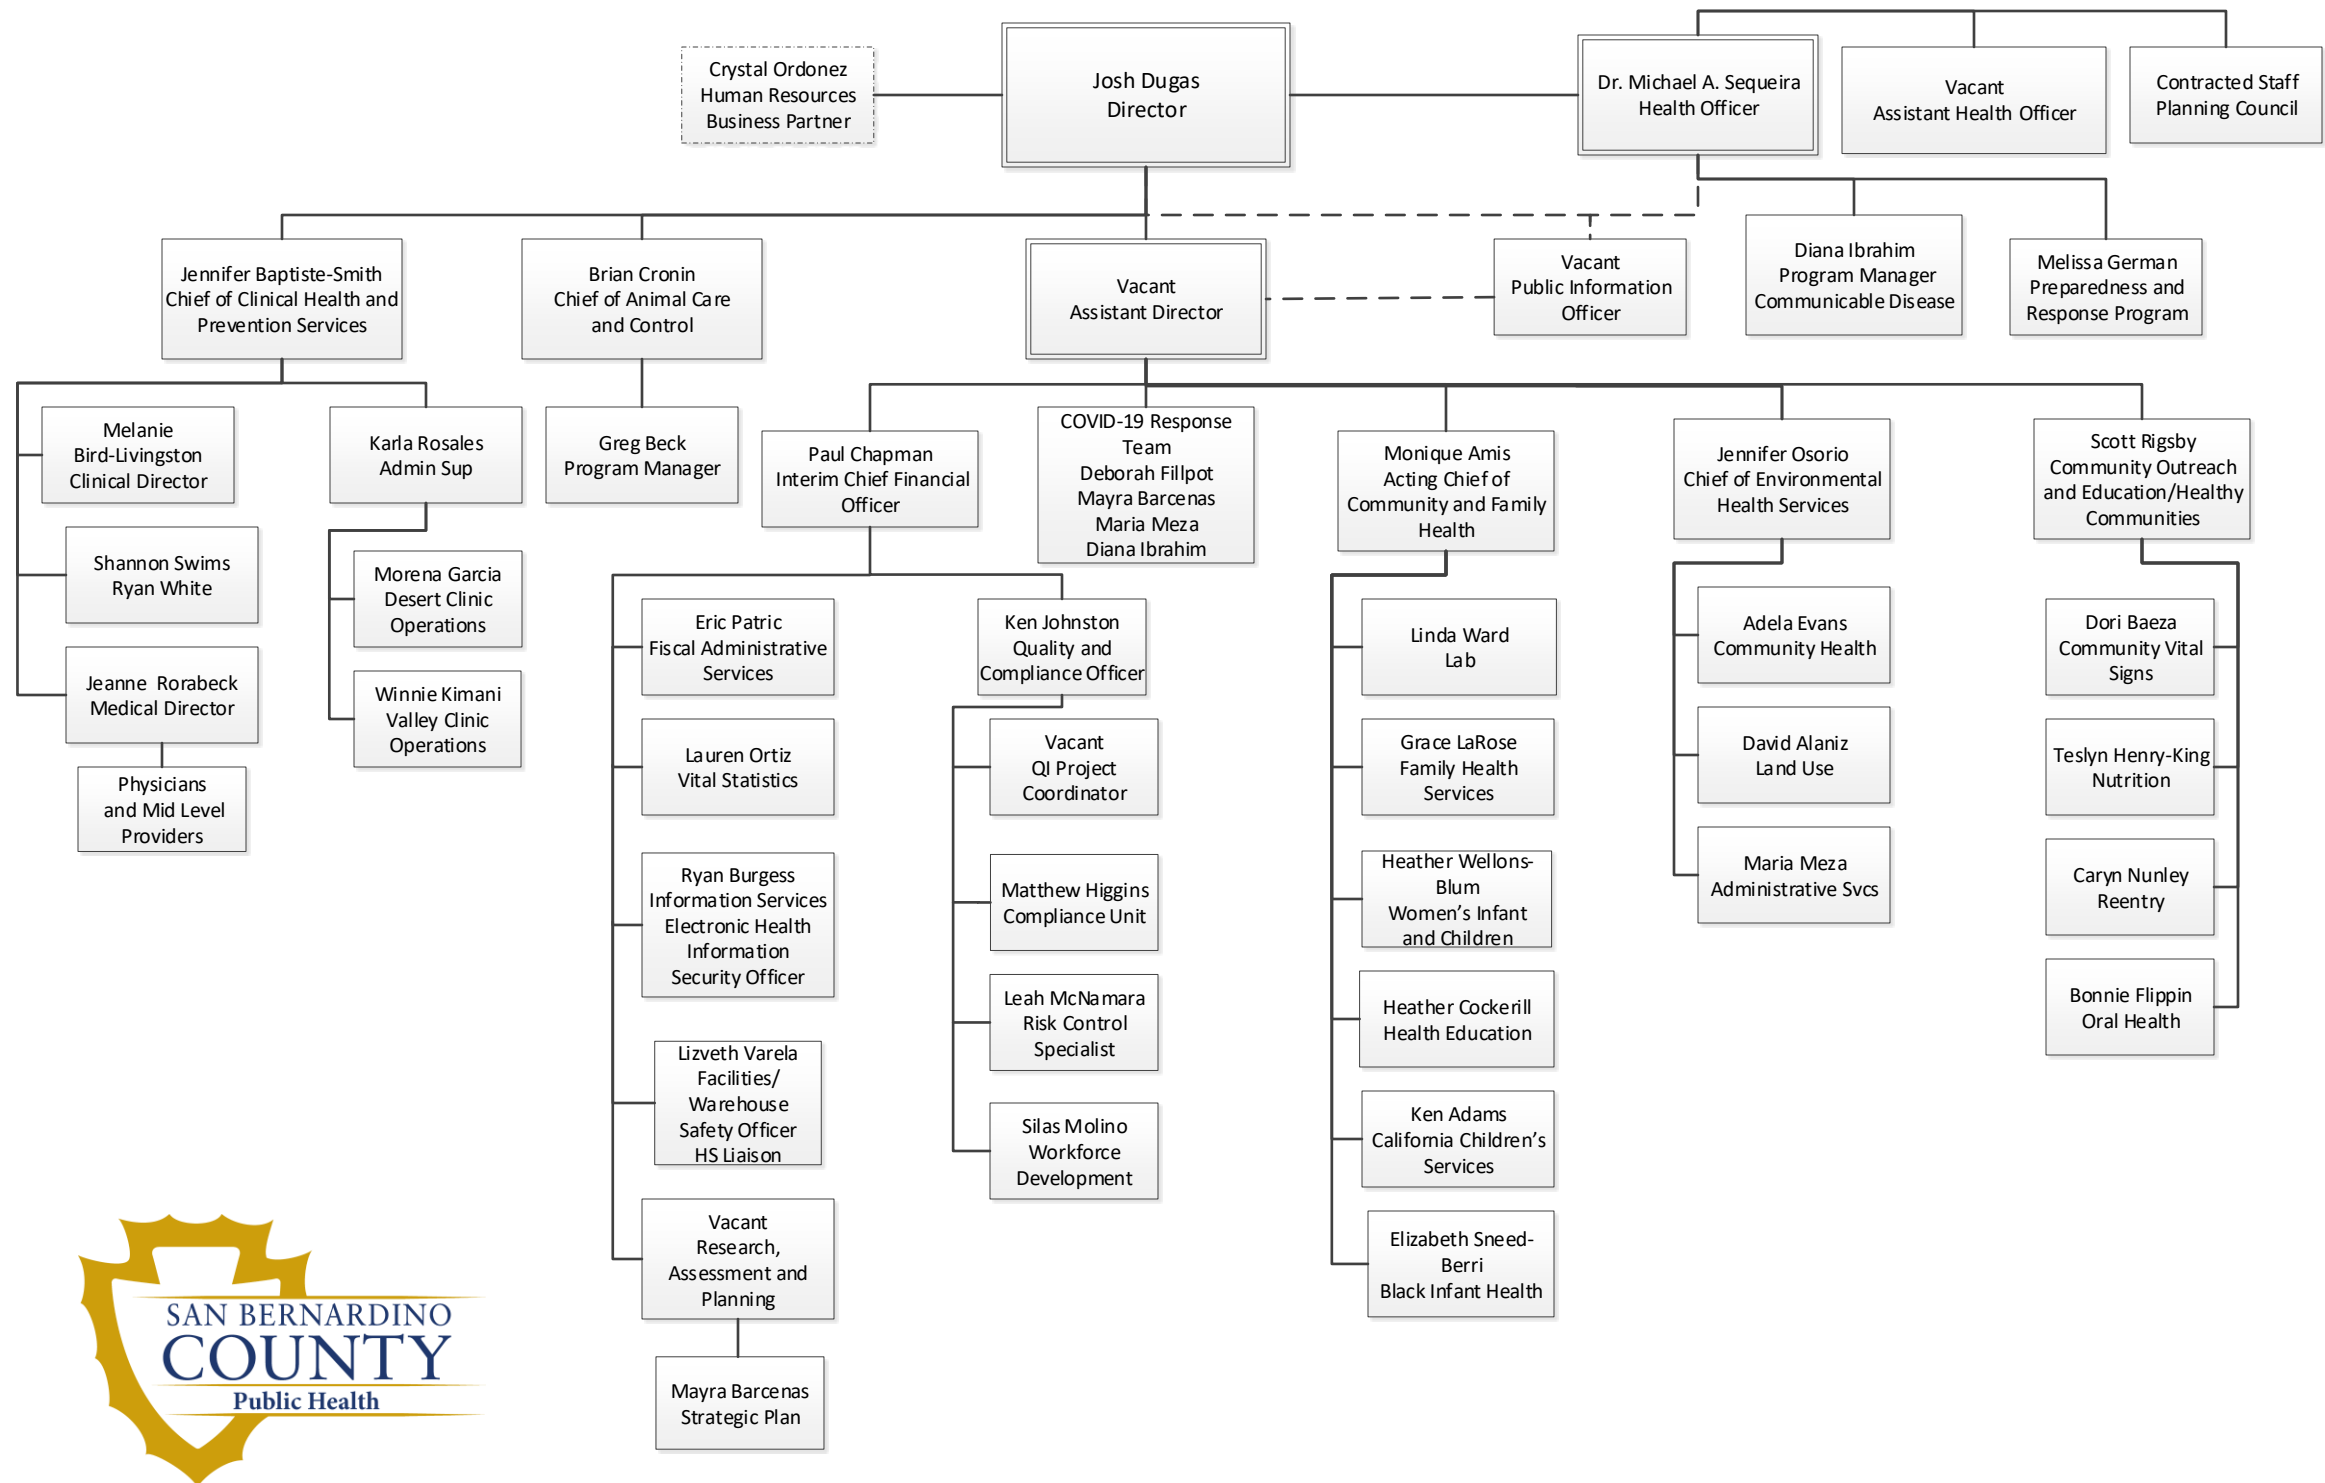 Crystal Ordonez
Human Resources
Business Partner
Josh Dugas
Director
Dr. Michael A. Sequeira
Health Officer
Vacant
Assistant Health Officer
Contracted Staff
Planning Council
Jennifer Baptiste-Smith
Chief of Clinical Health and
Prevention Services
Brian Cronin
Chief of Animal Care
and Control
Vacant
Assistant Director
Vacant
Public Information
Officer
Diana Ibrahim
Program Manager
Communicable Disease
Melissa German
Preparedness and
Response Program
Melanie
Bird-Livingston
Clinical Director
Shannon Swims
Ryan White
Jeanne Rorabeck
Medical Director
Physicians
and Mid Level
Providers
Karla Rosales
Admin Sup
Morena Garcia
Desert Clinic
Operations
Winnie Kimani
Valley Clinic
Operations
Greg Beck
Program Manager
Paul Chapman
Interim Chief Financial
Officer
Eric Patric
Fiscal Administrative
Services
Lauren Ortiz
Vital Statistics
Ryan Burgess
Information Services
Electronic Health
Information
Security Officer
Lizveth Varela
Facilities/
Warehouse
Safety Officer
HS Liaison
Vacant
Research,
Assessment and
Planning
Mayra Barcenas
Strategic Plan
Ken Johnston
Quality and
Compliance Officer
Vacant
QI Project
Coordinator
Matthew Higgins
Compliance Unit
Leah McNamara
Risk Control
Specialist
Silas Molino
Workforce
Development
COVID-19 Response
Team
Deborah Fillpot
Mayra Barcenas
Maria Meza
Diana Ibrahim
Monique Amis
Acting Chief of
Community and Family
Health
Linda Ward
Lab
Grace LaRose
Family Health
Services
Heather Wellons-
Blum
Women’s Infant
and Children
Heather Cockerill
Health Education
Ken Adams
California Children’s
Services
Elizabeth Sneed-
Berri
Black Infant Health
Jennifer Osorio
Chief of Environmental
Health Services
Adela Evans
Community Health
David Alaniz
Land Use
Maria Meza
Administrative Svcs
Scott Rigsby
Community Outreach
and Education/Healthy
Communities
Dori Baeza
Community Vital
Signs
Teslyn Henry-King
Nutrition
Caryn Nunley
Reentry
Bonnie Flippin
Oral Health
SAN BERNARDINO
COUNTY
Public Health